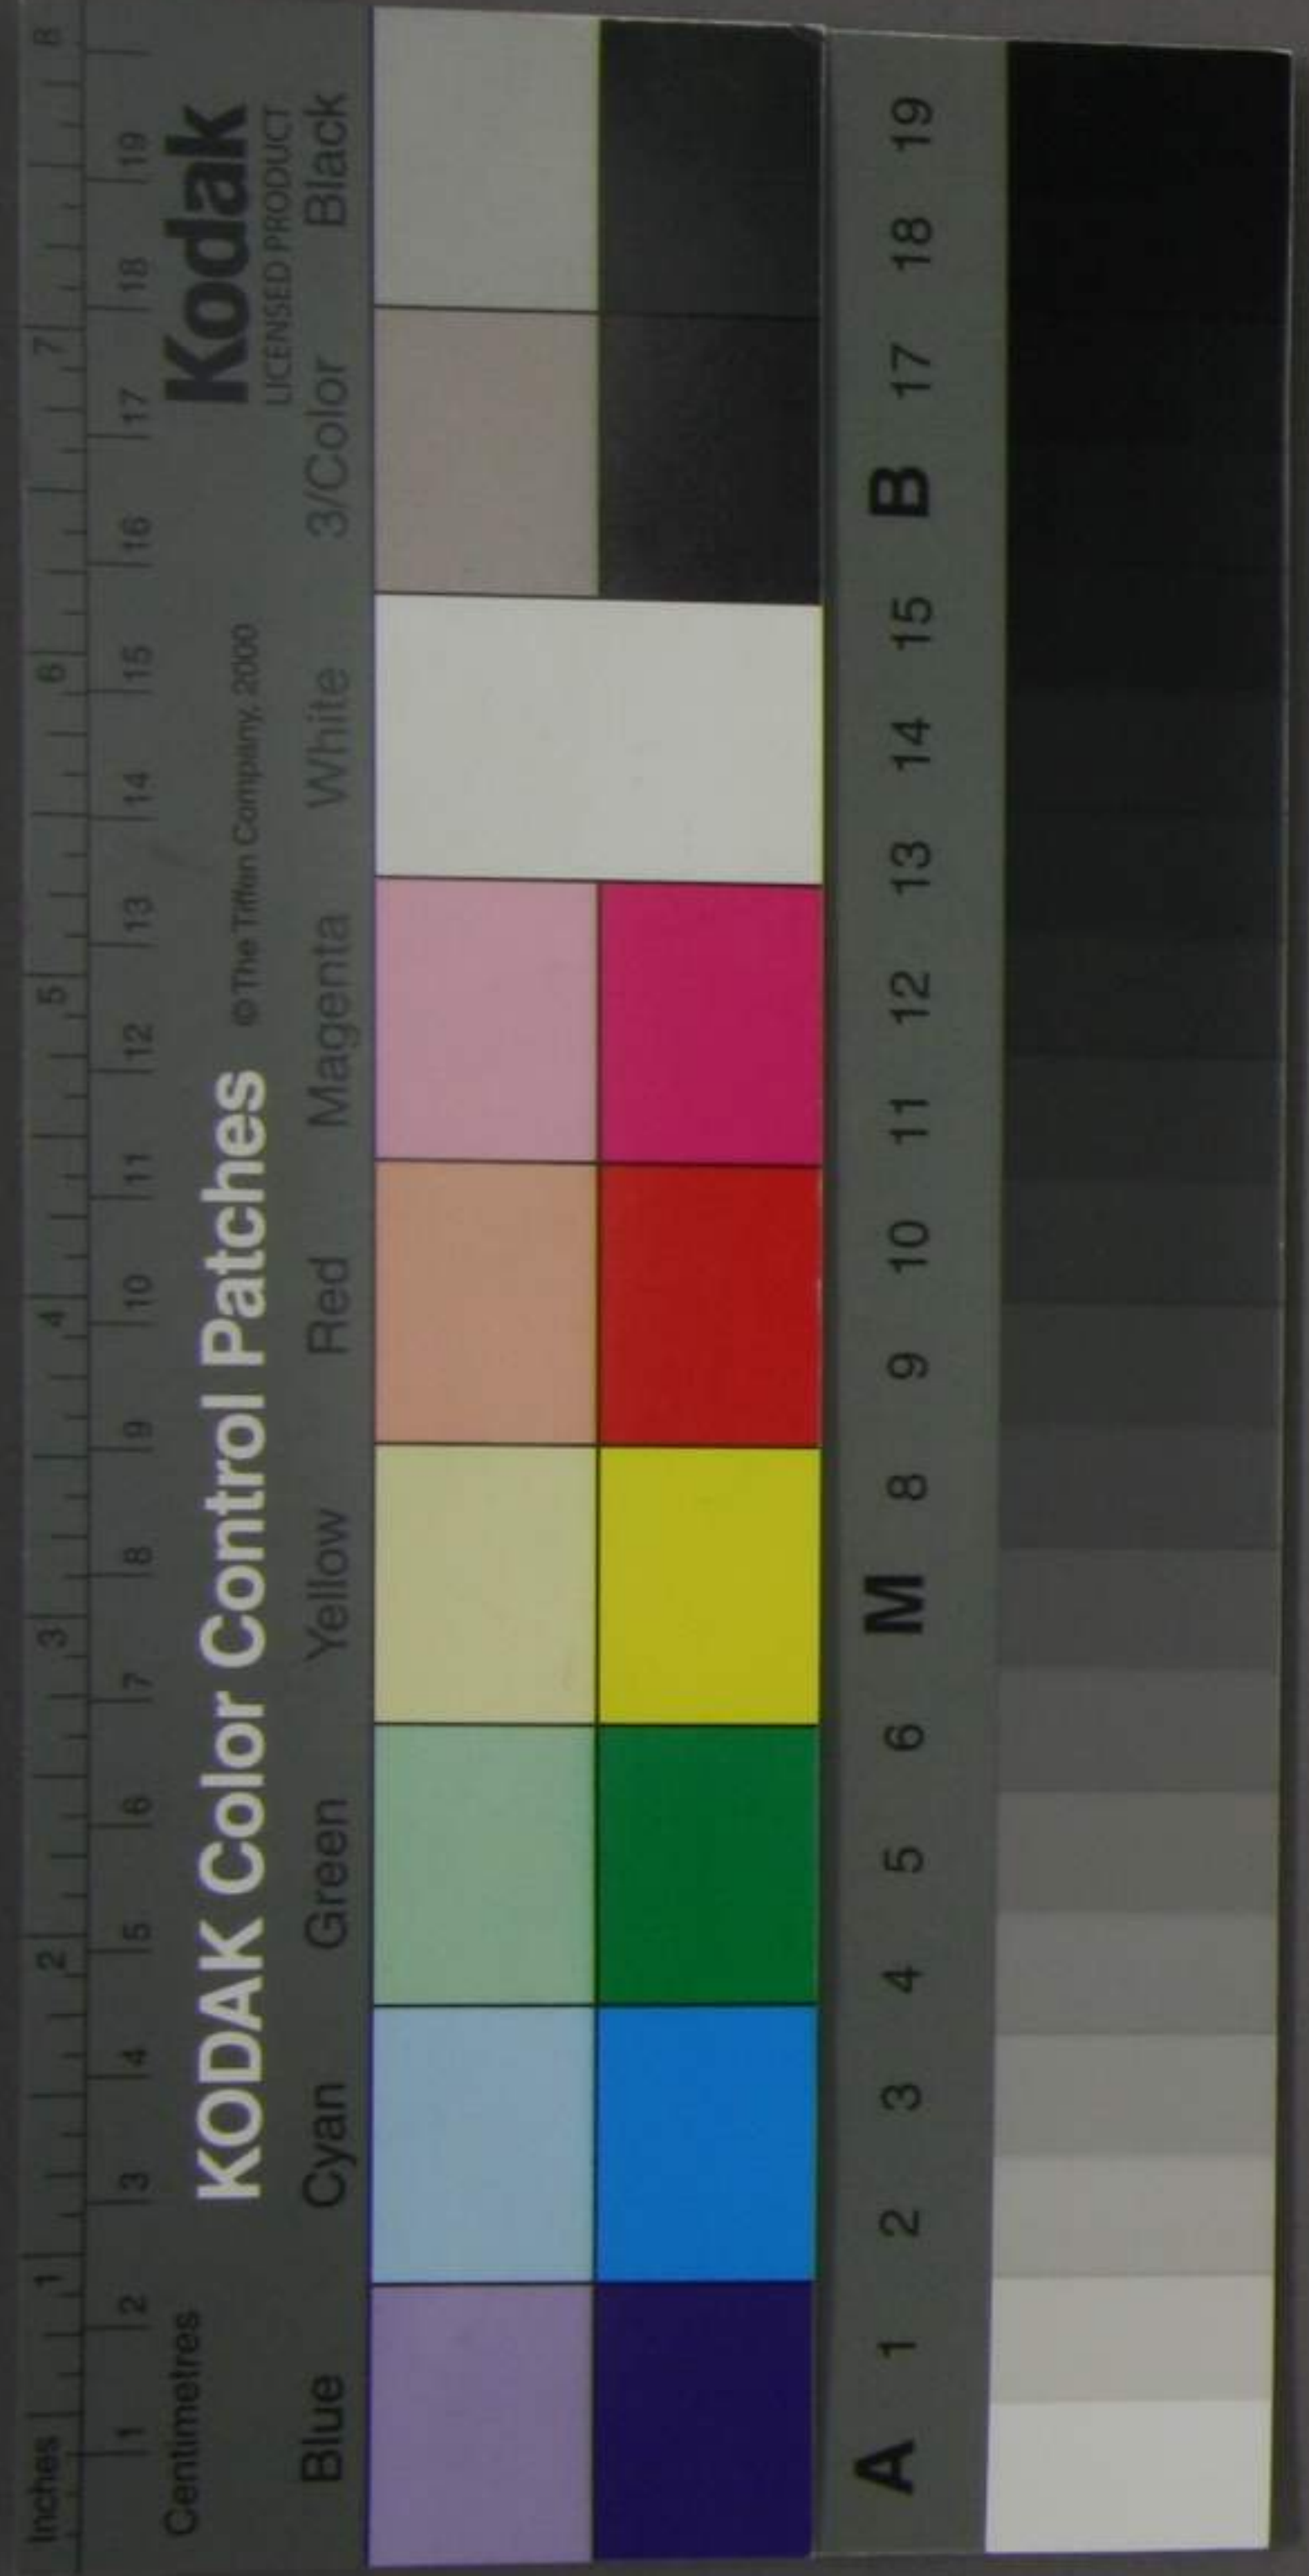 Inches 1 2 3 4 5 6 7 8
1 2 3 4 5 6 7 8 9 10 11 12 13 14 15 16 17 18 19
Centimetres
KODAK Color Control Patches © The Tiffen Company, 2000 Kodak
LICENSED PRODUCT
Blue Cyan Green Yellow Red Magenta White 3/Color Black
A 1 2 3 4 5 6 M 8 9 10 11 12 13 14 15 B 17 18 19